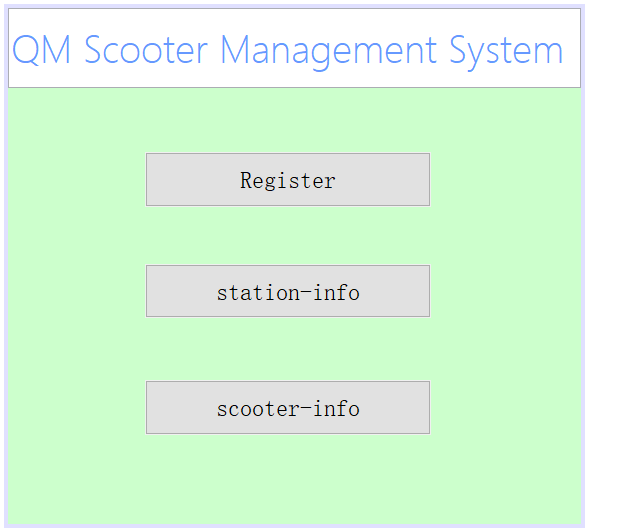 QM Scooter Management System
Register
station-info
scooter-info